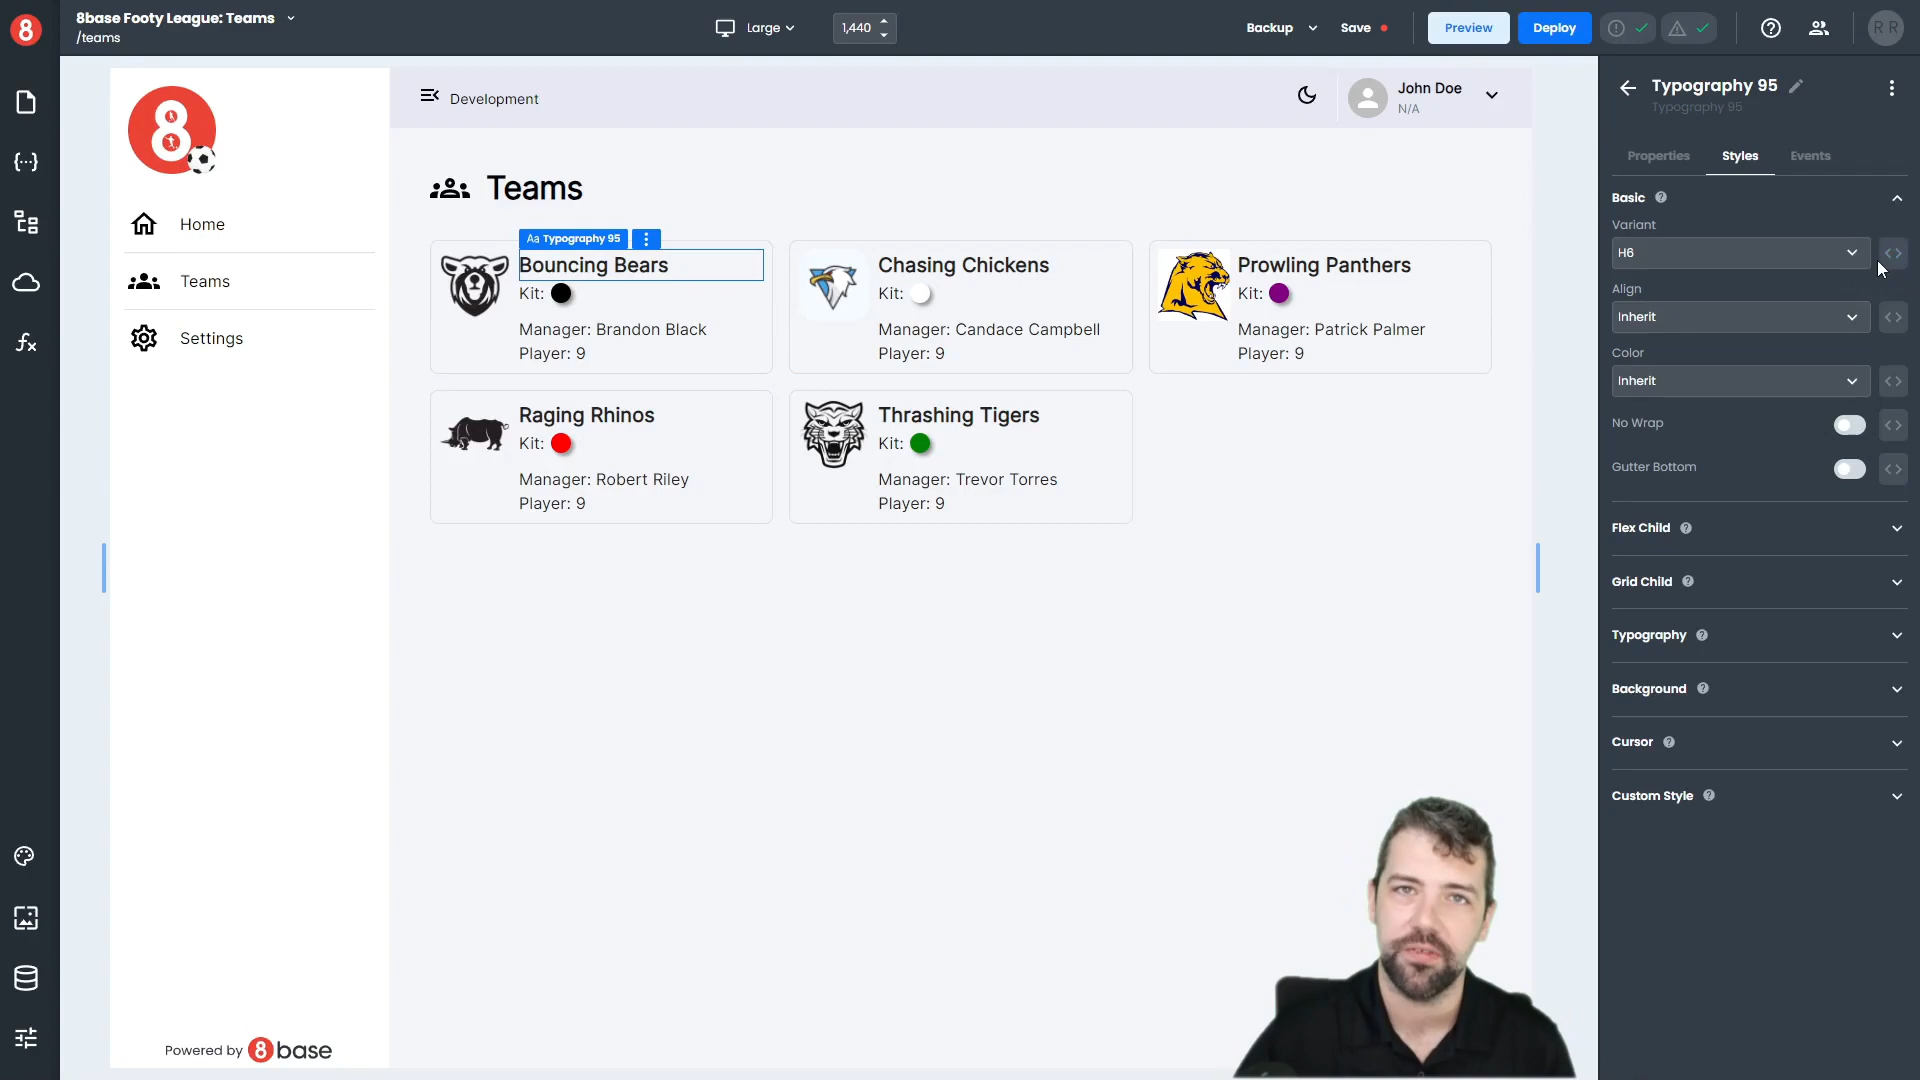 8base Footy League: Teams
/teams
Large
1,440
Backup
Save
Preview
Deploy
RR
8
8
Home
Teams
Settings
Powered by 8base
Development
John Doe
N/A
Teams
Aa Typography 95
Bouncing Bears
Kit:
Manager: Brandon Black
Player: 9
Chasing Chickens
Kit:
Manager: Candace Campbell
Player: 9
Prowling Panthers
Kit:
Manager: Patrick Palmer
Player: 9
Raging Rhinos
Kit:
Manager: Robert Riley
Player: 9
Thrashing Tigers
Kit:
Manager: Trevor Torres
Player: 9
Typography 95
Typography 95
Properties
Styles
Events
Basic
Variant
H6
Align
Inherit
Color
Inherit
No Wrap
Gutter Bottom
Flex Child
Grid Child
Typography
Background
Cursor
Custom Style